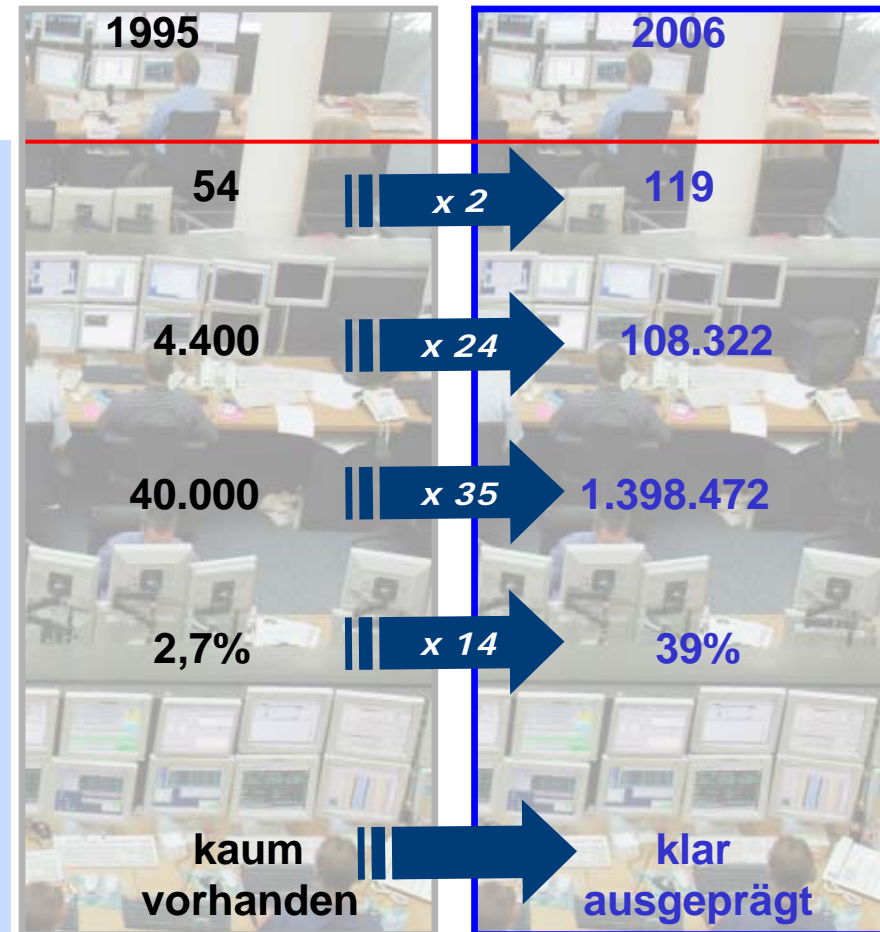 1995 2006
54 x 2 119
4.400 x 24 108.322
40.000 x 35 1.398.472
2,7% x 14 39%
kaum klar
vorhanden ausgeprägt